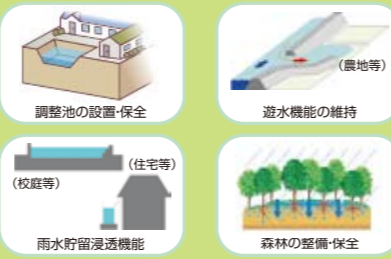 調整池の設置・保全
(農地等)
遊水機能の維持
(住宅等)
(校庭等)
雨水貯留浸透機能
森林の整備・保全